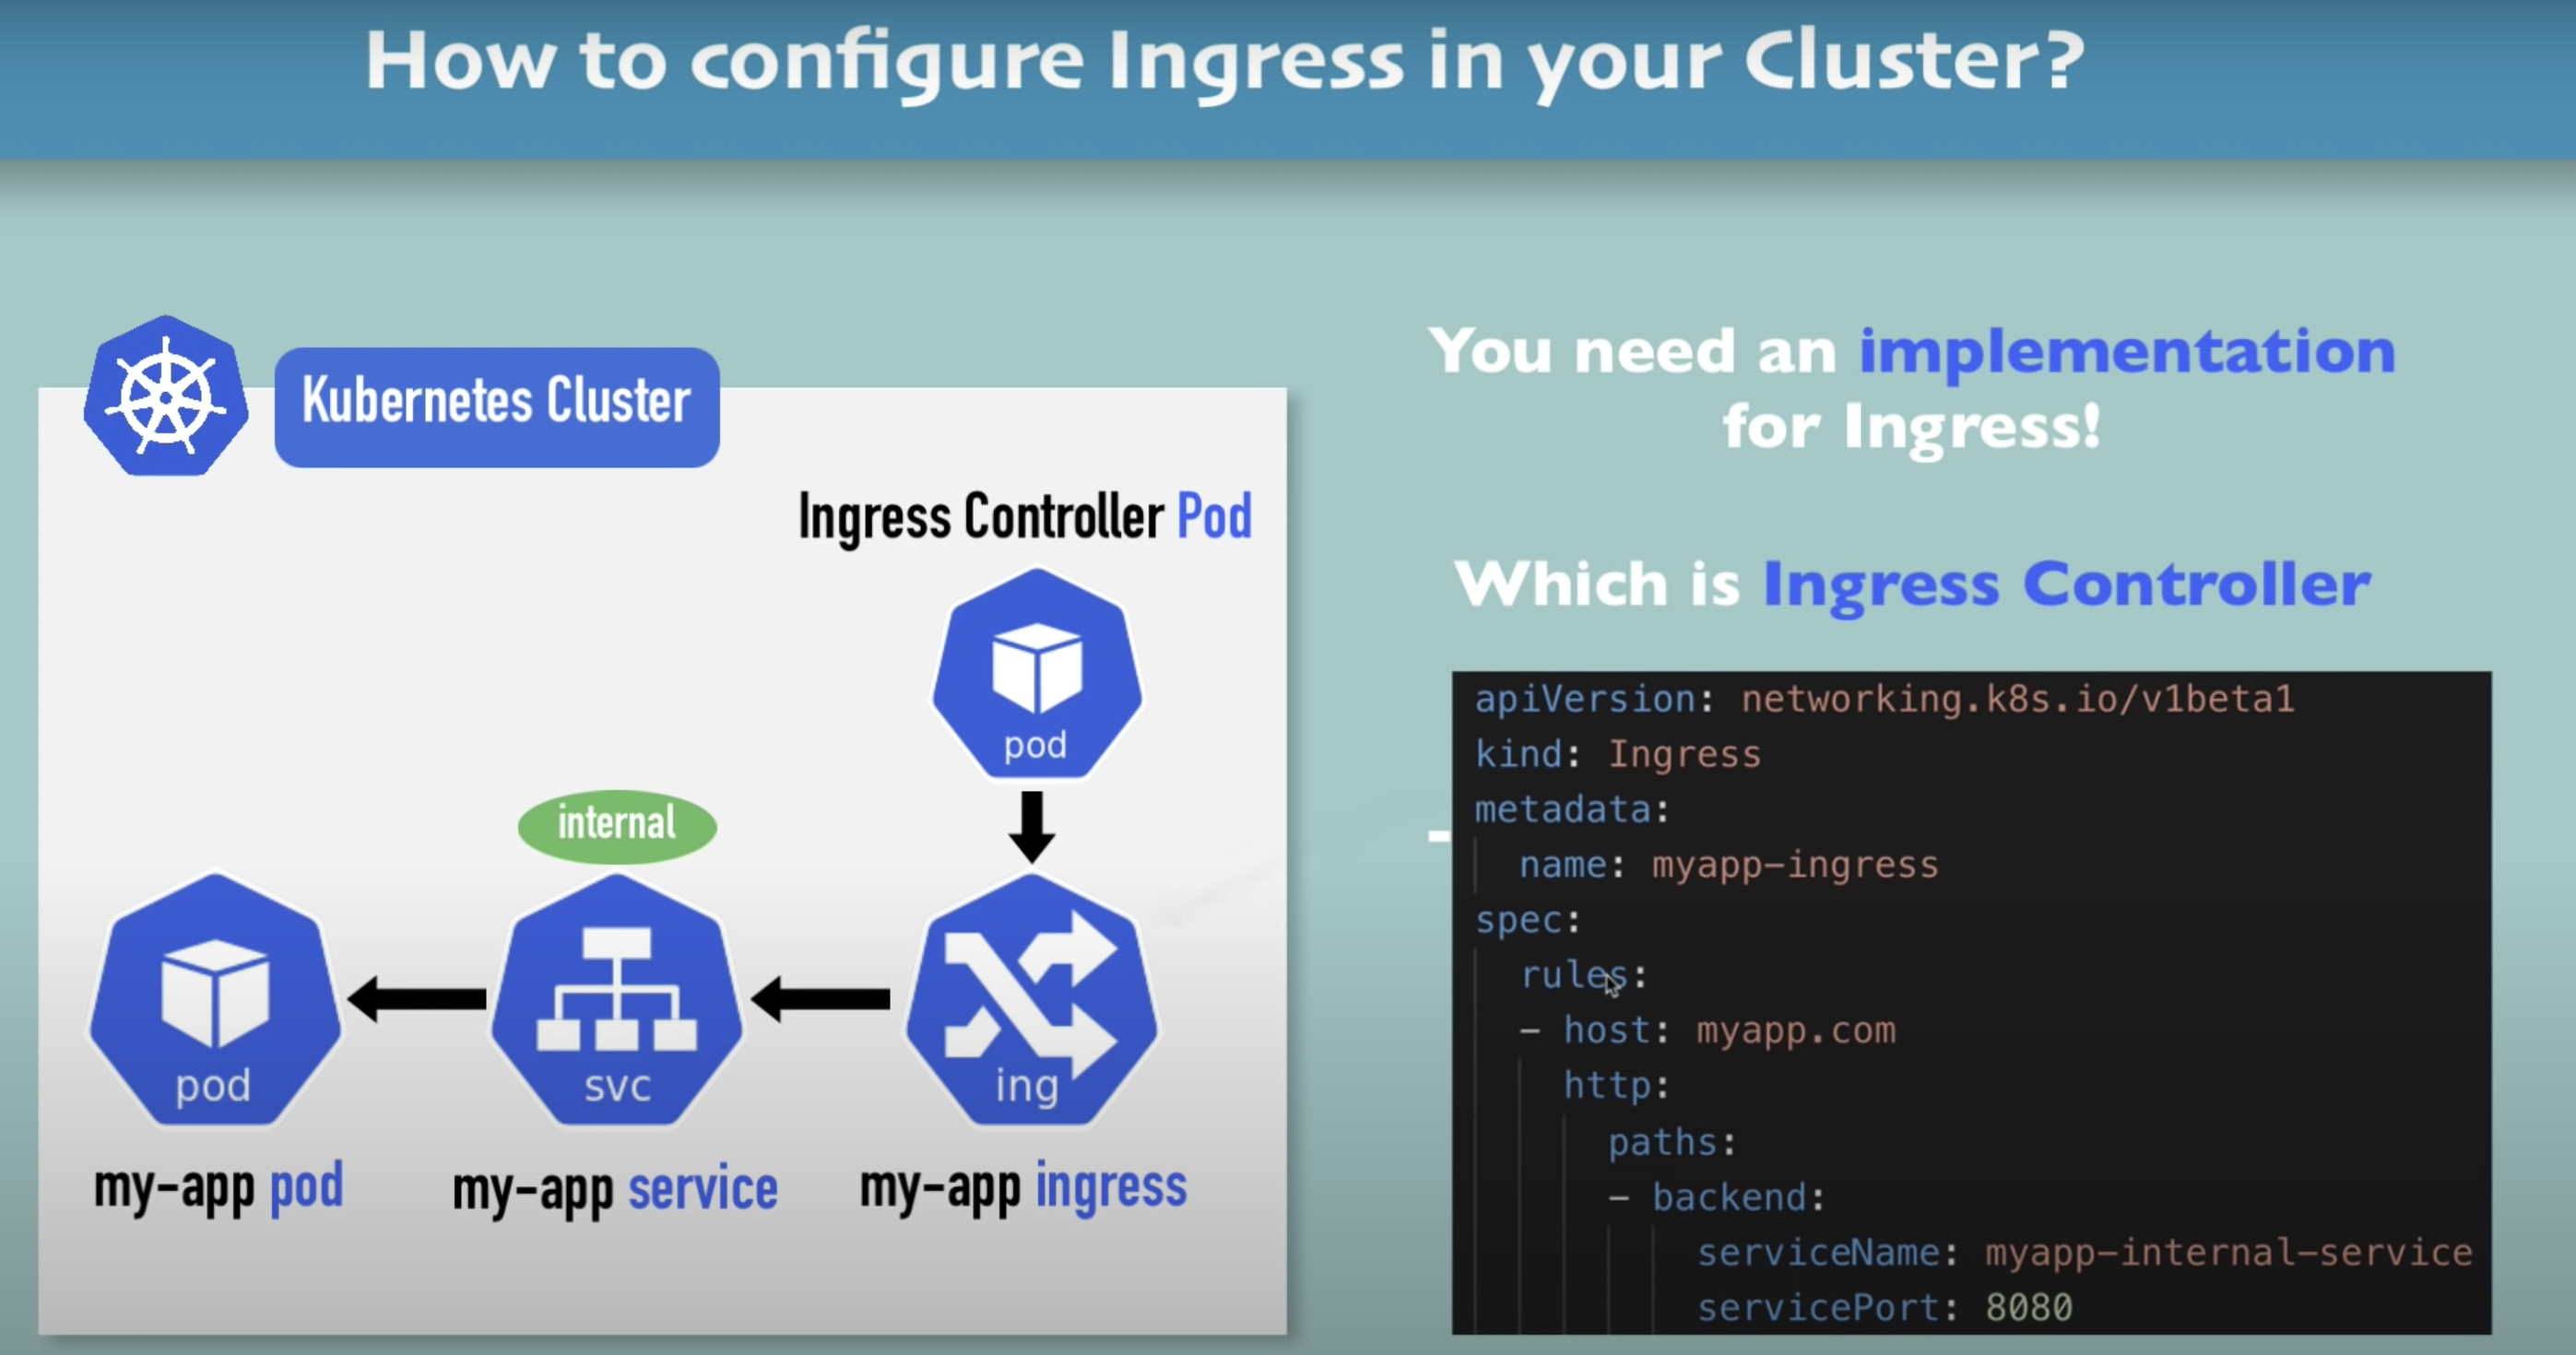 How to configure Ingress in your Cluster?
Kubernetes Cluster
Ingress Controller Pod
pod
internal
pod
svc
ing
my-app pod
my-app service
my-app ingress
You need an implementation
for Ingress!
Which is Ingress Controller
-
apiVersion: networking.k8s.io/v1beta1
kind: Ingress
metadata:
  name: myapp-ingress
spec:
  rules:
  - host: myapp.com
    http:
      paths:
      - backend:
          serviceName: myapp-internal-service
          servicePort: 8080